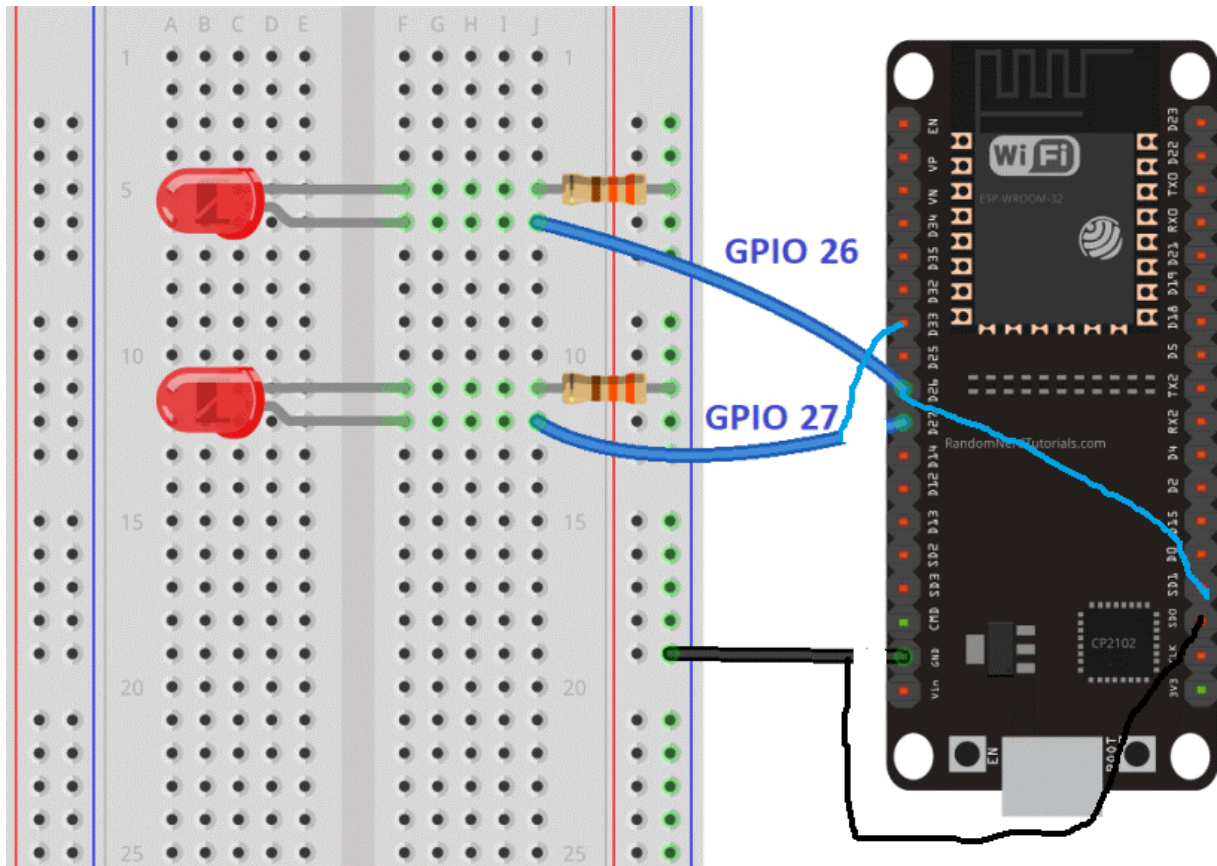 A B C D E F G H I J
1 1
5 5
10 10
15 15
20 20
25 25
GPIO 26
GPIO 27
WiFi
ESP-WROOM-32
RandomNerdTutorials.com
CP2102
EN
VP
VN
D34
D35
D32
D33
D25
D26
D27
D14
D12
D13
SD2
SD3
CMD
GND
Vin
D23
D22
TX0
RX0
D21
D19
D18
D5
TX2
RX2
D4
D2
D15
D0
SD1
SD0
CLK
3V3
EN
BOOT